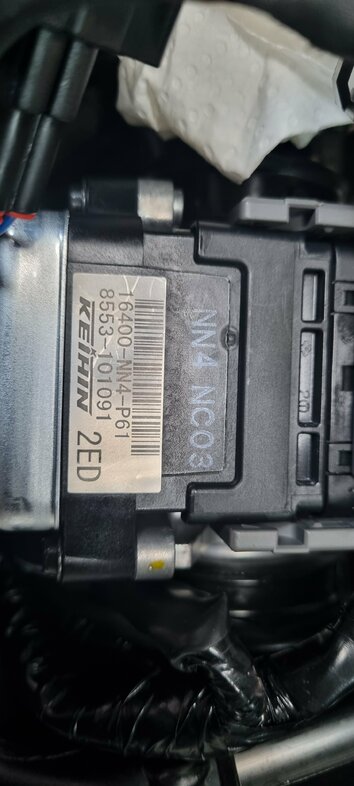 16400-NN4-P61
8553-101091
KEIHIN 2ED
NN4 NC03